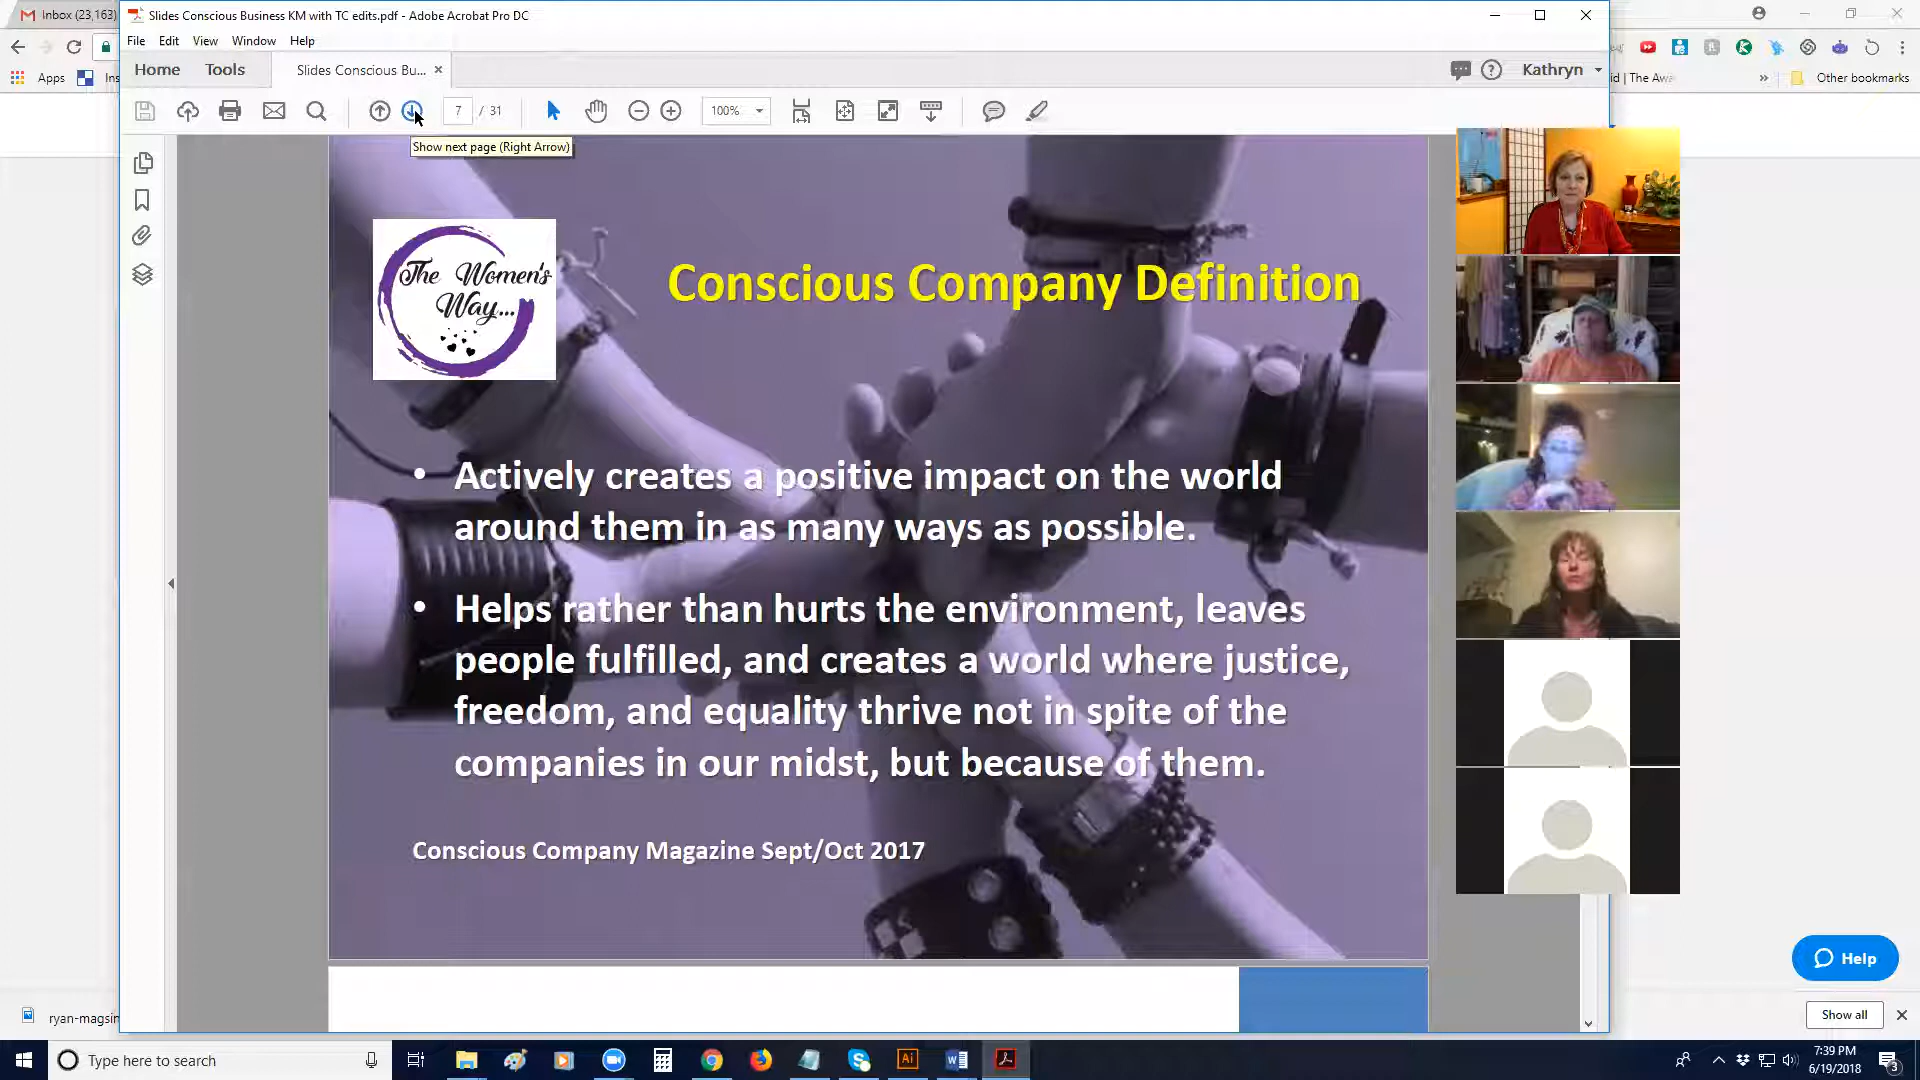 Inbox (23,163)
Slides Conscious Business KM with TC edits.pdf - Adobe Acrobat Pro DC
File Edit View Window Help
Home Tools Slides Conscious Bu... Kathryn
7 / 31 100%
Show next page (Right Arrow)
Apps
Other bookmarks
The Women's
Way...
Conscious Company Definition
• Actively creates a positive impact on the world
around them in as many ways as possible.
• Helps rather than hurts the environment, leaves
people fulfilled, and creates a world where justice,
freedom, and equality thrive not in spite of the
companies in our midst, but because of them.
Conscious Company Magazine Sept/Oct 2017
Help
ryan-magsin
Show all
Type here to search
Ai
7:39 PM
6/19/2018
3